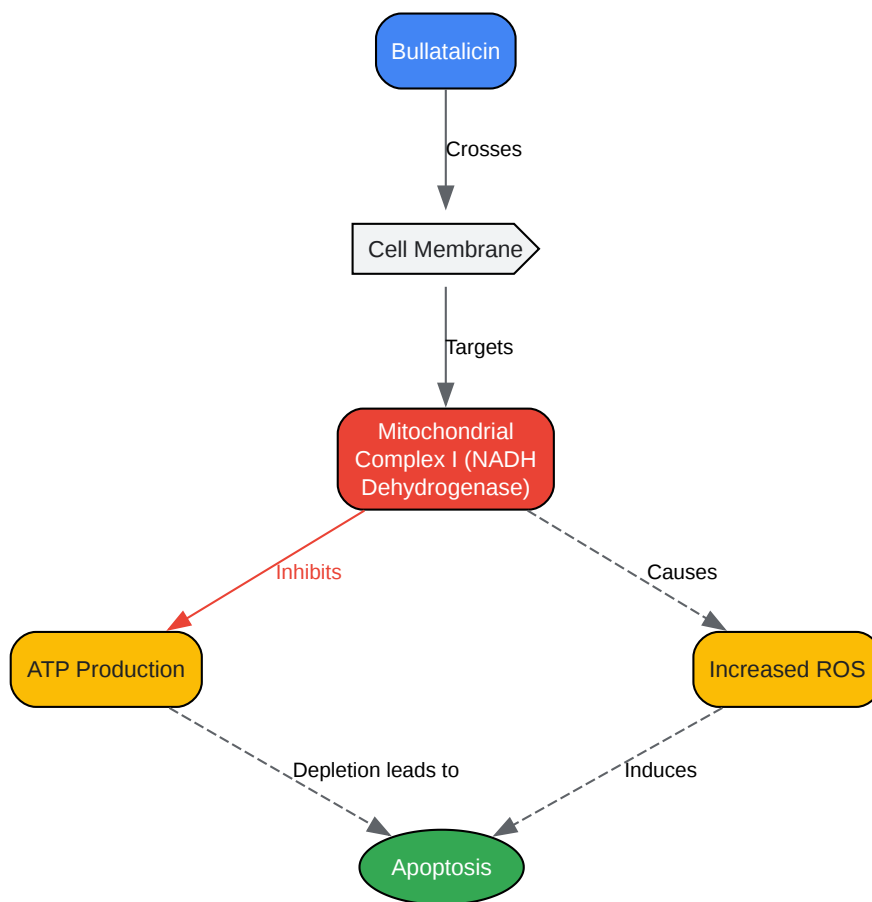 Bullatalicin
Crosses
Cell Membrane
Targets
Mitochondrial
Complex I (NADH
Dehydrogenase)
Inhibits
Causes
ATP Production
Increased ROS
Depletion leads to
Induces
Apoptosis